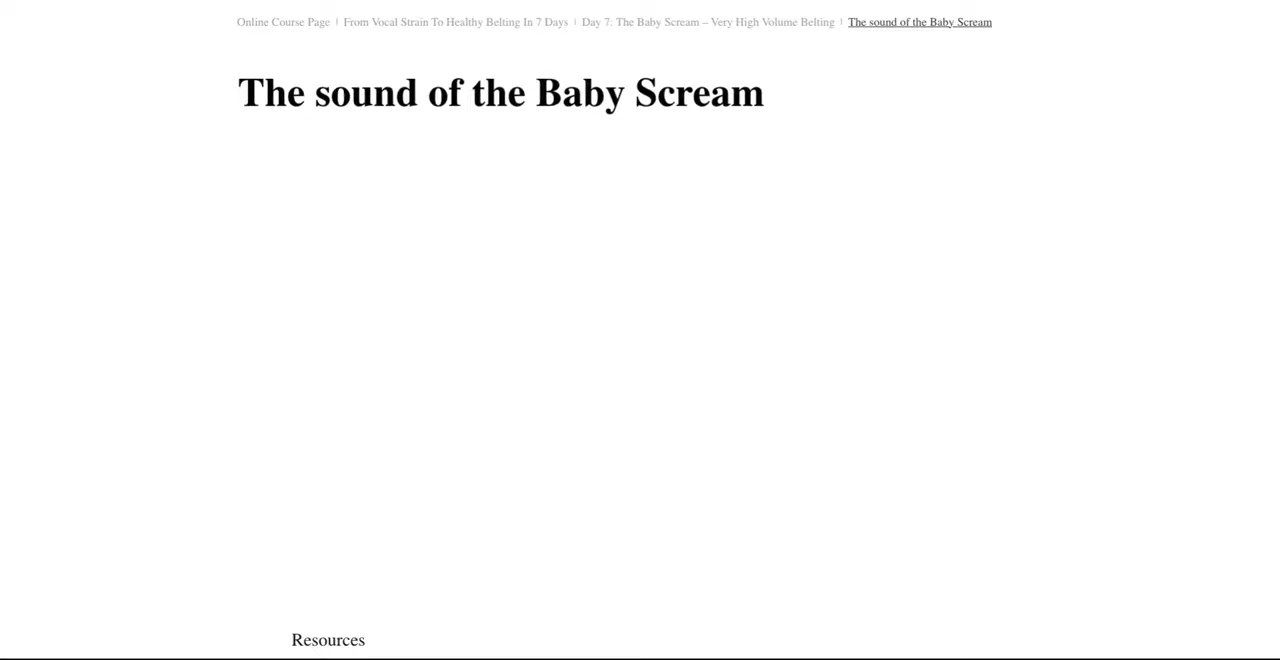 Online Course Page | From Vocal Strain To Healthy Belting In 7 Days | Day 7: The Baby Scream – Very High Volume Belting | The sound of the Baby Scream
The sound of the Baby Scream
Resources